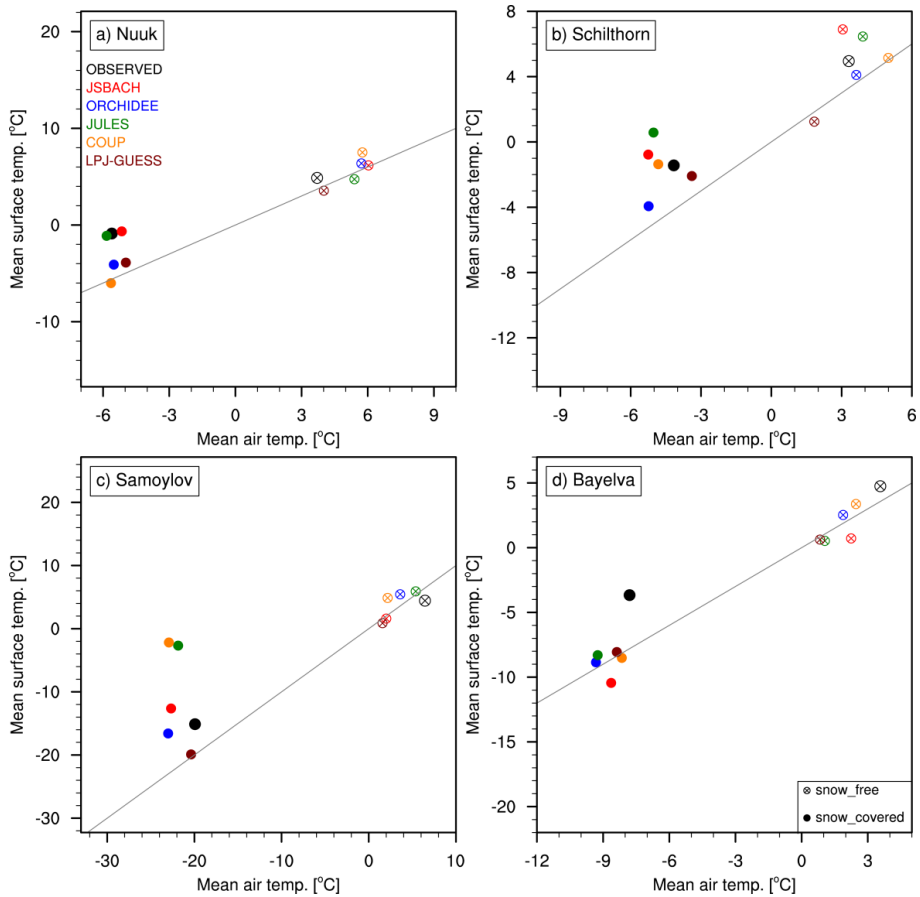 a) Nuuk
OBSERVED
JSBACH
ORCHIDEE
JULES
COUP
LPJ-GUESS
20
10
0
-10
Mean surface temp. [°C]
-6 -3 0 3 6 9
Mean air temp. [°C]
b) Schilthorn
8
4
0
-4
-8
-12
Mean surface temp. [°C]
-9 -6 -3 0 3 6
Mean air temp. [°C]
c) Samoylov
20
10
0
-10
-20
-30
Mean surface temp. [°C]
-30 -20 -10 0 10
Mean air temp. [°C]
d) Bayelva
5
0
-5
-10
-15
-20
Mean surface temp. [°C]
snow_free
snow_covered
-12 -9 -6 -3 0 3
Mean air temp. [°C]